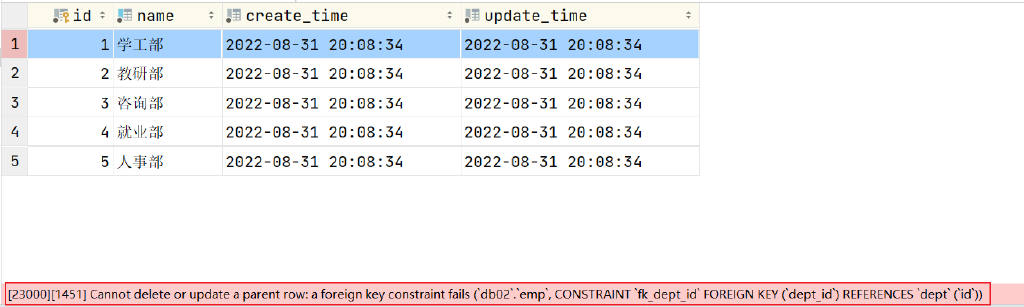 id name create_time update_time
1 1 学工部 2022-08-31 20:08:34 2022-08-31 20:08:34
2 2 教研部 2022-08-31 20:08:34 2022-08-31 20:08:34
3 3 咨询部 2022-08-31 20:08:34 2022-08-31 20:08:34
4 4 就业部 2022-08-31 20:08:34 2022-08-31 20:08:34
5 5 人事部 2022-08-31 20:08:34 2022-08-31 20:08:34
[23000][1451] Cannot delete or update a parent row: a foreign key constraint fails (`db02`.`emp`, CONSTRAINT `fk_dept_id` FOREIGN KEY (`dept_id`) REFERENCES `dept` (`id`))